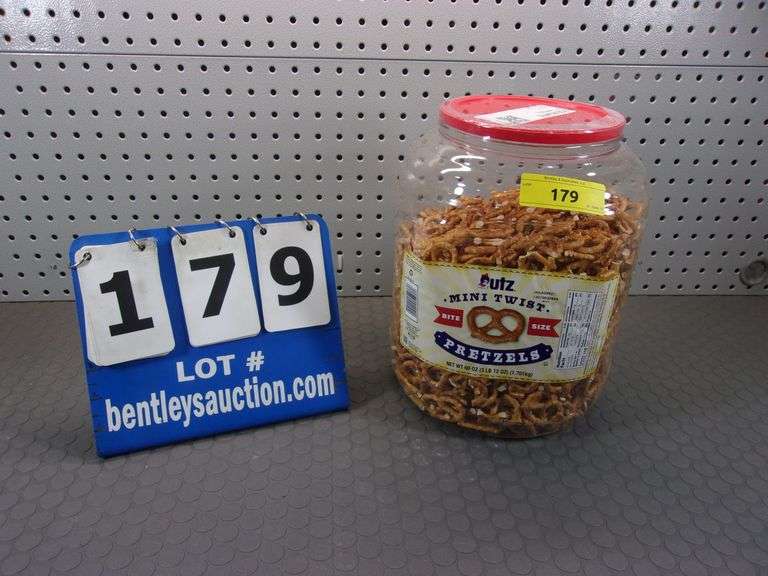 179
LOT #
bentleysauction.com
179
utz
MINI TWIST
BITE SIZE
PRETZELS